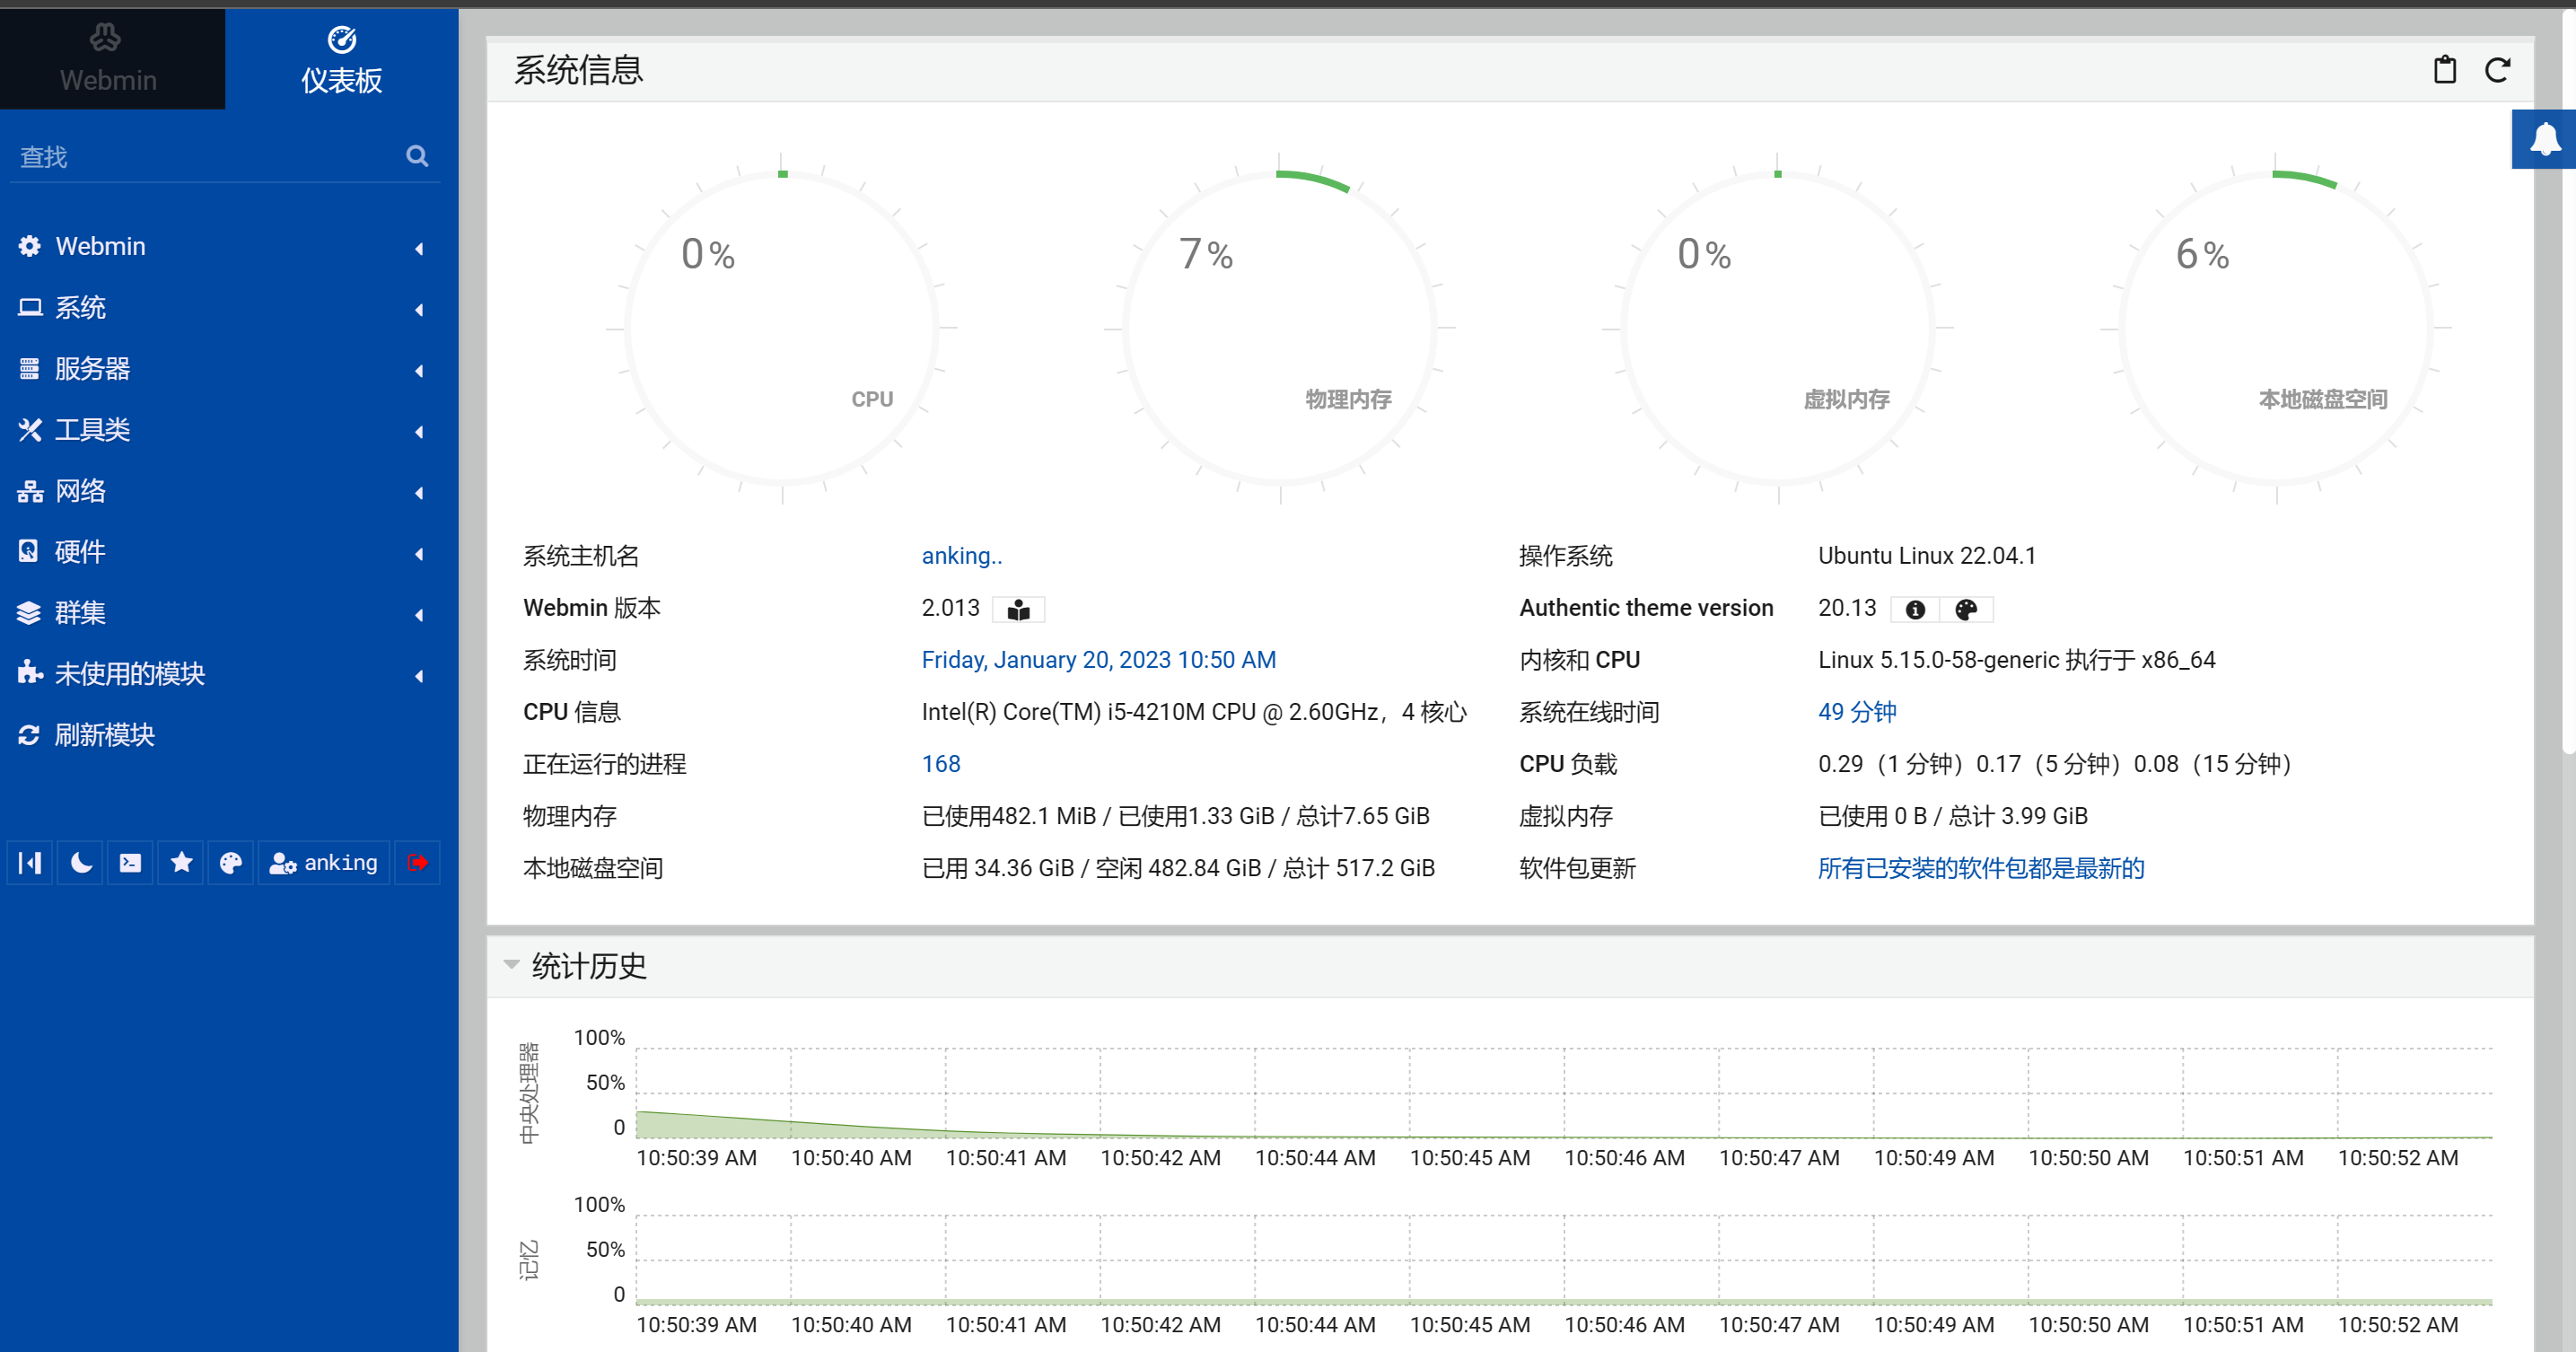 Webmin
仪表板
查找
Webmin
系统
服务器
工具类
网络
硬件
群集
未使用的模块
刷新模块
anking
系统信息
0%
CPU
7%
物理内存
0%
虚拟内存
6%
本地磁盘空间
系统主机名 anking.. 操作系统 Ubuntu Linux 22.04.1
Webmin 版本 2.013 Authentic theme version 20.13
系统时间 Friday, January 20, 2023 10:50 AM 内核和 CPU Linux 5.15.0-58-generic 执行于 x86_64
CPU 信息 Intel(R) Core(TM) i5-4210M CPU @ 2.60GHz，4 核心 系统在线时间 49 分钟
正在运行的进程 168 CPU 负载 0.29（1 分钟）0.17（5 分钟）0.08（15 分钟）
物理内存 已使用482.1 MiB / 已使用1.33 GiB / 总计7.65 GiB 虚拟内存 已使用 0 B / 总计 3.99 GiB
本地磁盘空间 已用 34.36 GiB / 空闲 482.84 GiB / 总计 517.2 GiB 软件包更新 所有已安装的软件包都是最新的
统计历史
中央处理器
100%
50%
0
10:50:39 AM 10:50:40 AM 10:50:41 AM 10:50:42 AM 10:50:44 AM 10:50:45 AM 10:50:46 AM 10:50:47 AM 10:50:49 AM 10:50:50 AM 10:50:51 AM 10:50:52 AM
记忆
100%
50%
0
10:50:39 AM 10:50:40 AM 10:50:41 AM 10:50:42 AM 10:50:44 AM 10:50:45 AM 10:50:46 AM 10:50:47 AM 10:50:49 AM 10:50:50 AM 10:50:51 AM 10:50:52 AM